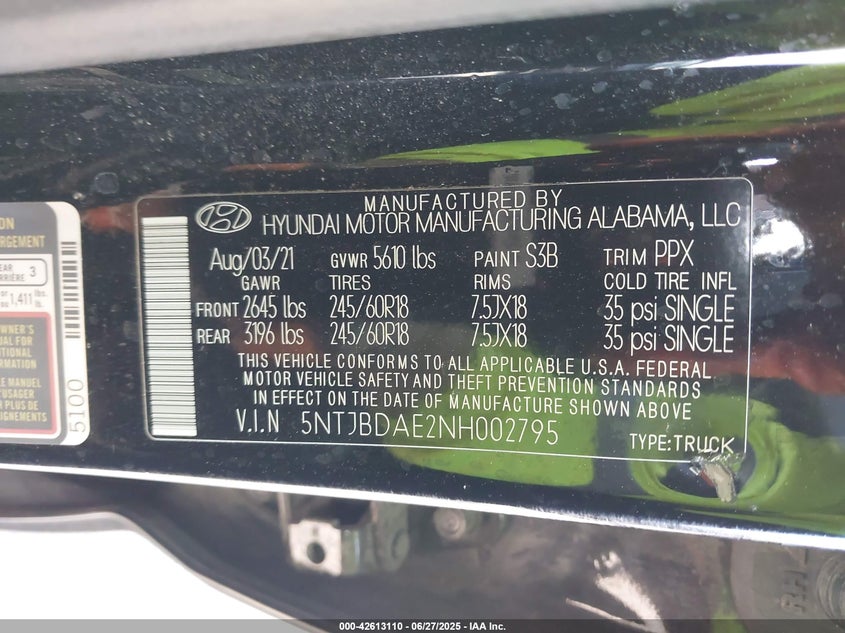 MANUFACTURED BY
HYUNDAI MOTOR MANUFACTURING ALABAMA, LLC
Aug/03/21 GVWR 5610 lbs PAINT S3B TRIM PPX
GAWR TIRES RIMS COLD TIRE INFL
FRONT 2645 lbs 245/60R18 7.5JX18 35 psi SINGLE
REAR 3196 lbs 245/60R18 7.5JX18 35 psi SINGLE
THIS VEHICLE CONFORMS TO ALL APPLICABLE U.S.A. FEDERAL
MOTOR VEHICLE SAFETY AND THEFT PREVENTION STANDARDS
IN EFFECT ON THE DATE OF MANUFACTURE SHOWN ABOVE
V.I.N 5NTJBDAE2NH002795
TYPE:TRUCK
3
1,411
5100
000-42613110 - 06/27/2025 - IAA Inc.